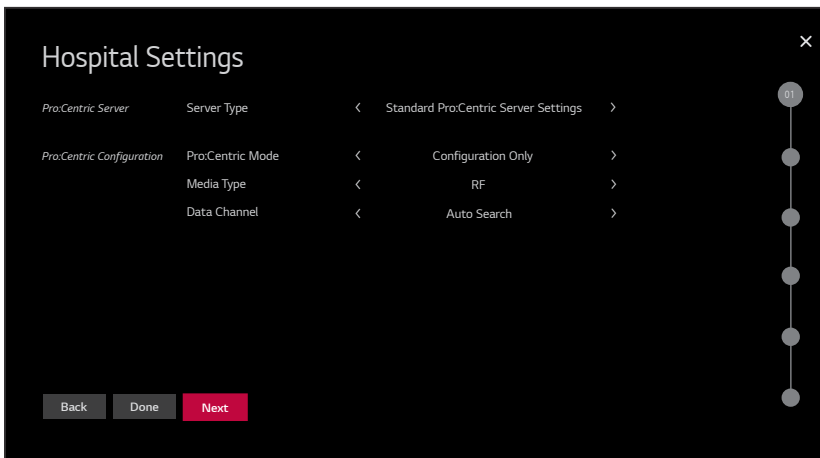 Hospital Settings
Pro:Centric Server Server Type Standard Pro:Centric Server Settings
01
Pro:Centric Configuration Pro:Centric Mode Configuration Only
Media Type RF
Data Channel Auto Search
Back Done Next